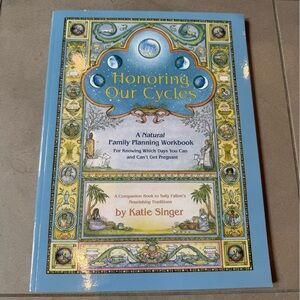 Honoring
Our Cycles
A Natural
Family Planning Workbook
For Knowing Which Days You Can
and Can't Get Pregnant
A Companion Book to Sally Fallon's
Nourishing Traditions
by Katie Singer